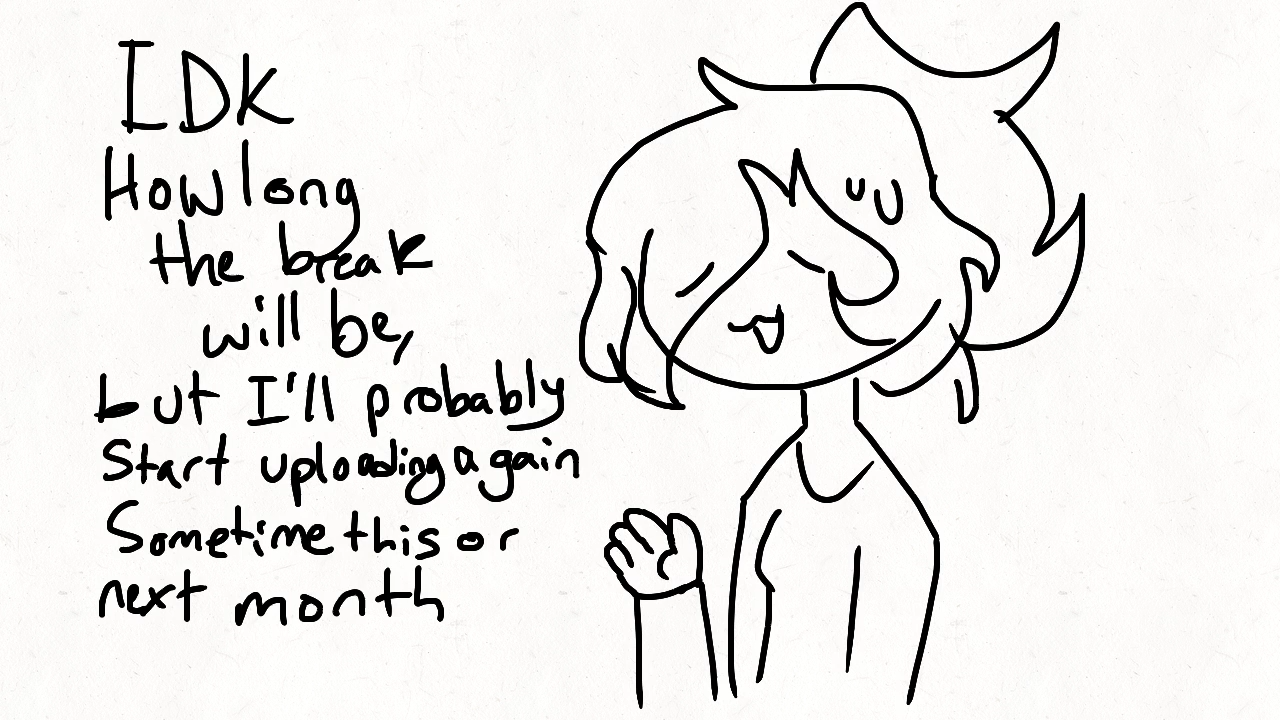 IDK
How long
the break
will be,
but I'll probably
Start uploading again
Sometime this or
next month